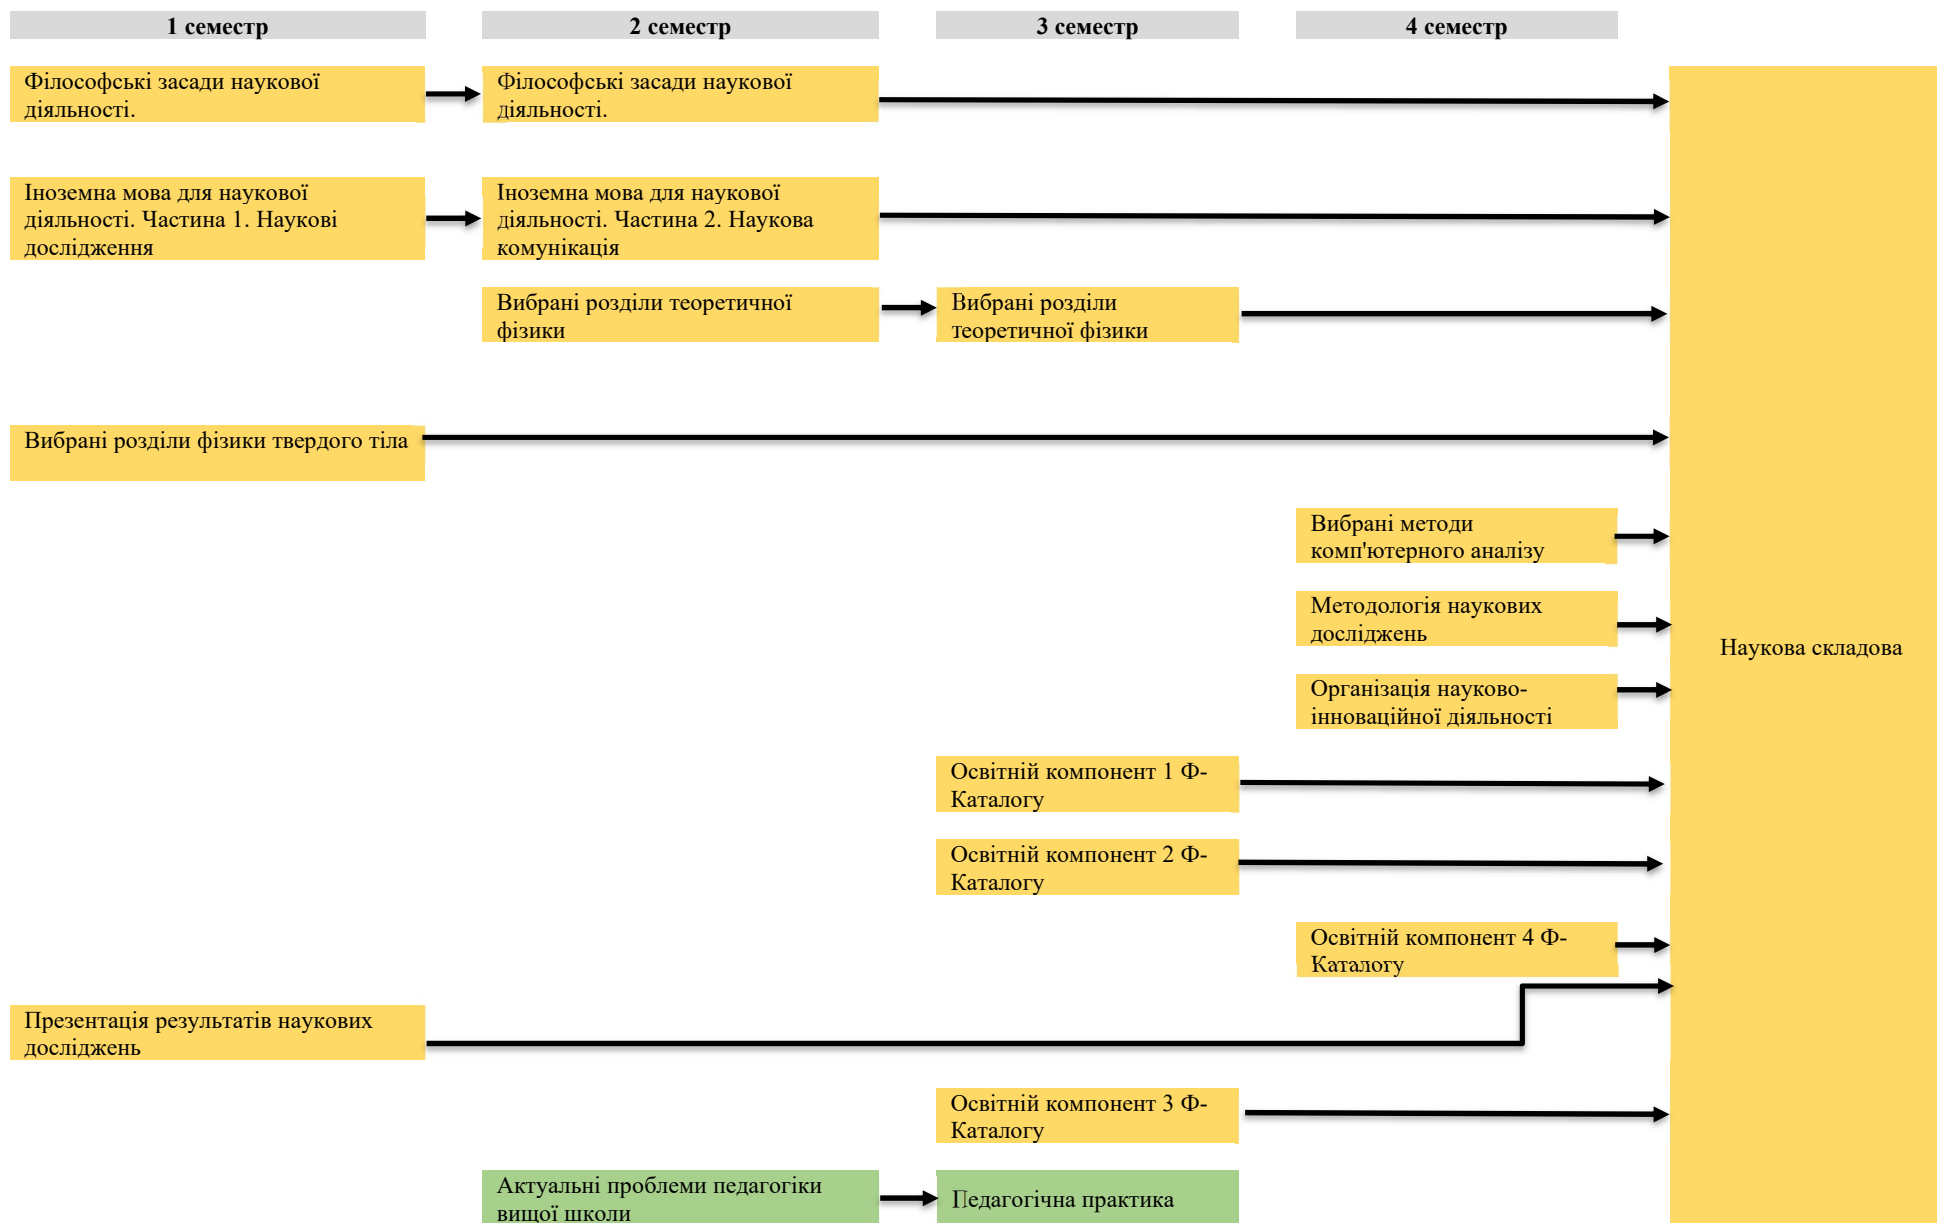 1 семестр
2 семестр
3 семестр
4 семестр
Філософські засади наукової
діяльності.
Філософські засади наукової
діяльності.
Іноземна мова для наукової
діяльності. Частина 1. Наукові
дослідження
Іноземна мова для наукової
діяльності. Частина 2. Наукова
комунікація
Вибрані розділи теоретичної
фізики
Вибрані розділи
теоретичної фізики
Вибрані розділи фізики твердого тіла
Вибрані методи
комп'ютерного аналізу
Методологія наукових
досліджень
Наукова складова
Організація науково-
інноваційної діяльності
Освітній компонент 1 Ф-
Каталогу
Освітній компонент 2 Ф-
Каталогу
Освітній компонент 4 Ф-
Каталогу
Презентація результатів наукових
досліджень
Освітній компонент 3 Ф-
Каталогу
Актуальні проблеми педагогіки
вищої школи
Педагогічна практика